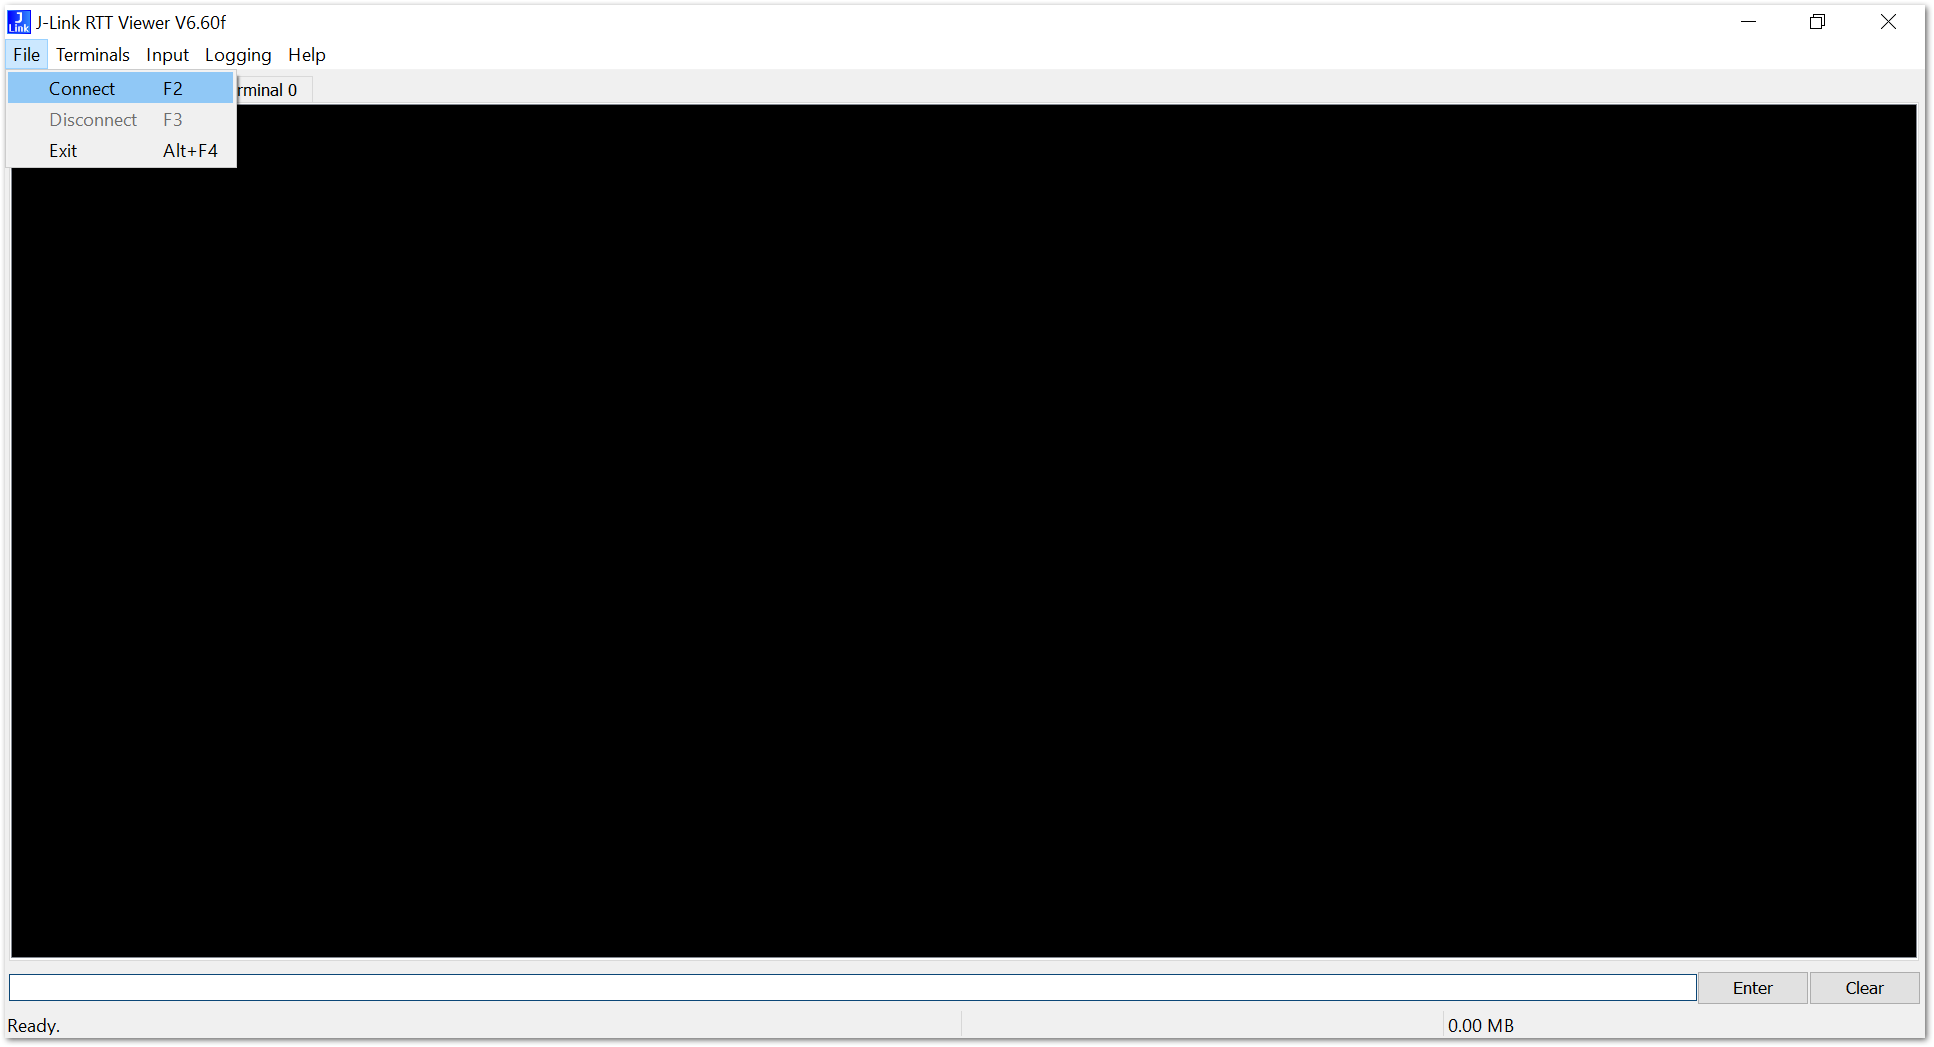 J-Link RTT Viewer V6.60f
File Terminals Input Logging Help
Connect F2
rminal 0
Disconnect F3
Exit Alt+F4
Enter Clear
Ready. 0.00 MB